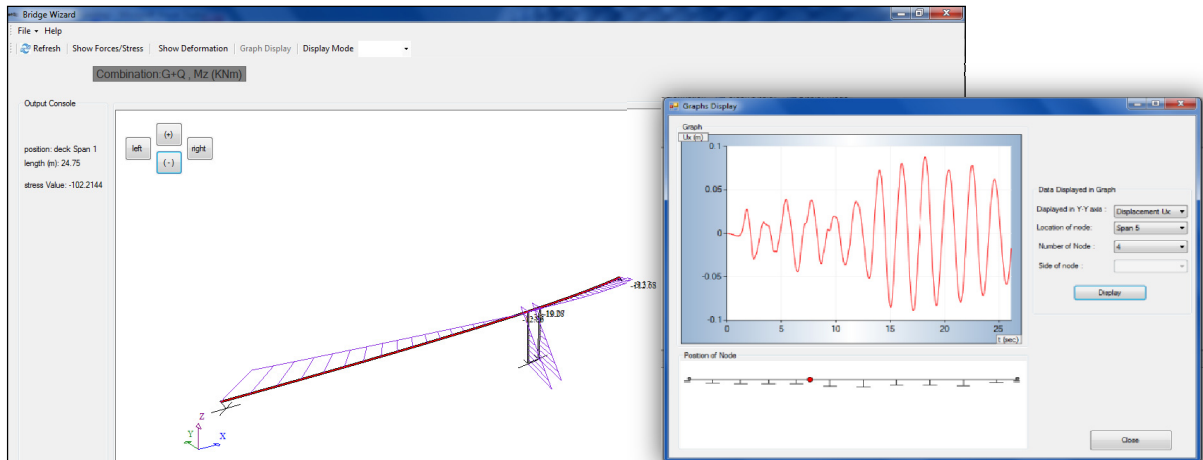 Bridge Wizard
File Help
Refresh Show Forces/Stress Show Deformation Graph Display Display Mode
Combination:G+Q , Mz (KNm)
Output Console
position: deck Span 1
length (m): 24.75
stress Value: -102.2144
left (+) right
(-)
Z
Y X
Graphs Display
Graph
Ux (m)
0.1
0.05
0
-0.05
-0.1
0 5 10 15 20 25
t (sec.)
Data Displayed in Graph
Displayed in Y-Y axis : Displacement Ux
Location of node: Span 5
Number of Node : 4
Side of node :
Display
Position of Node
Close